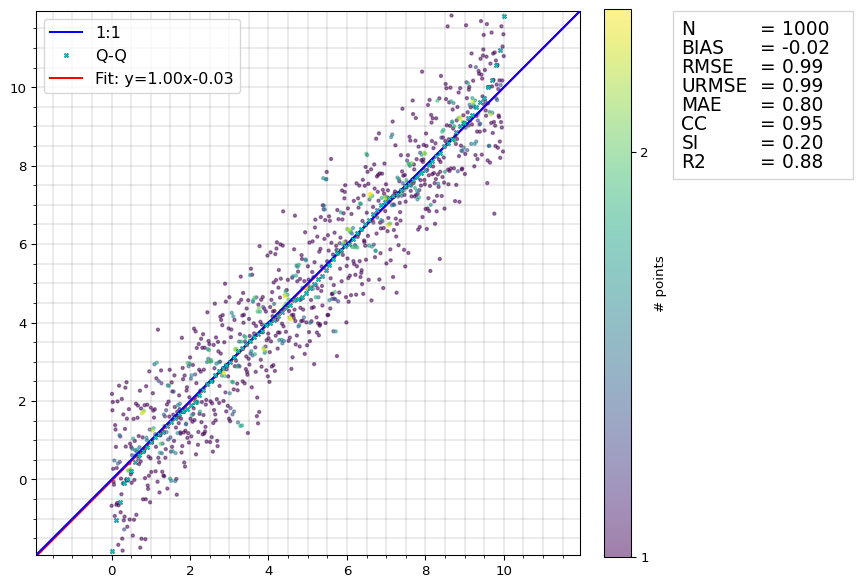 1:1
Q-Q
Fit: y=1.00x-0.03
10
8
6
4
2
0
0
2
4
6
8
10
2
1
# points
N = 1000
BIAS = -0.02
RMSE = 0.99
URMSE = 0.99
MAE = 0.80
CC = 0.95
SI = 0.20
R2 = 0.88